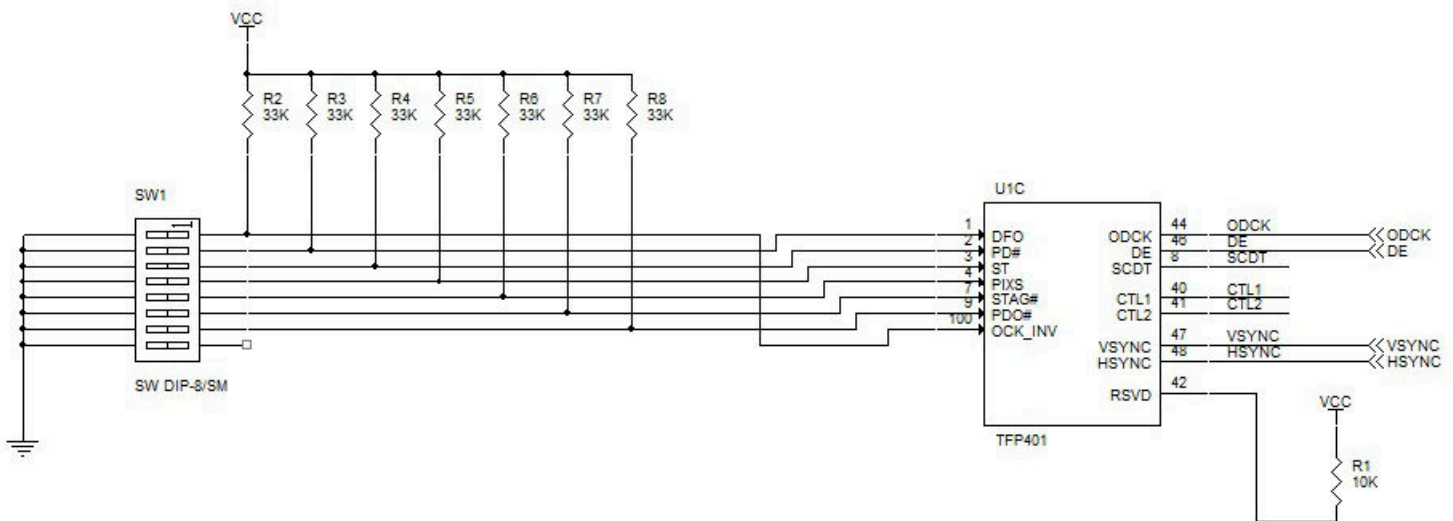 VCC
R2
33K
R3
33K
R4
33K
R5
33K
R6
33K
R7
33K
R8
33K
SW1
1
SW DIP-8/SM
U1C
1
DFO
2
PD#
3
ST
4
PIXS
7
STAG#
9
PDO#
100
OCK_INV
ODCK
44
ODCK
ODCK
DE
46
DE
DE
SCDT
8
SCDT
CTL1
40
CTL1
CTL2
41
CTL2
VSYNC
47
VSYNC
VSYNC
HSYNC
48
HSYNC
HSYNC
RSVD
42
TFP401
VCC
R1
10K